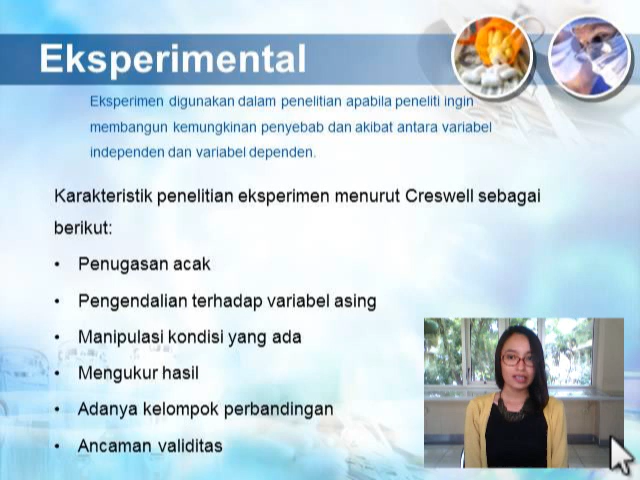 Eksperimental
Eksperimen digunakan dalam penelitian apabila peneliti ingin
membangun kemungkinan penyebab dan akibat antara variabel
independen dan variabel dependen.
Karakteristik penelitian eksperimen menurut Creswell sebagai
berikut:
• Penugasan acak
• Pengendalian terhadap variabel asing
• Manipulasi kondisi yang ada
• Mengukur hasil
• Adanya kelompok perbandingan
• Ancaman validitas